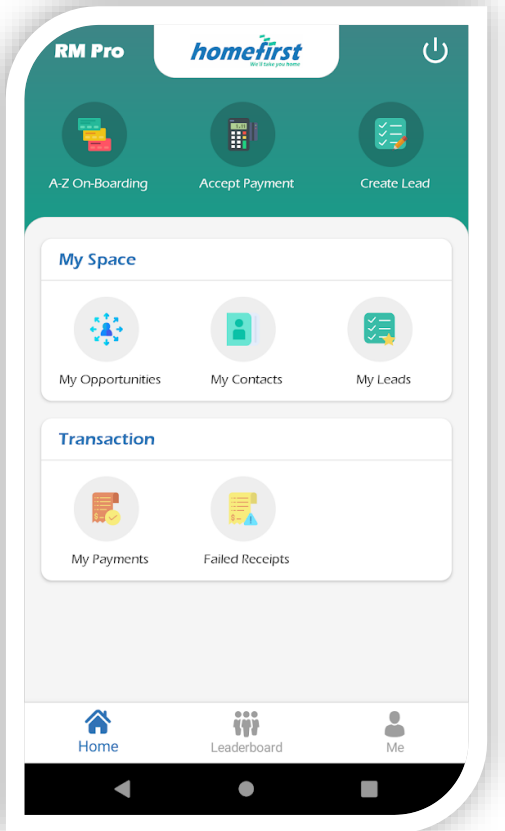 RM Pro
homefirst
We'll take you home
A-Z On-Boarding
Accept Payment
Create Lead
My Space
My Opportunities
My Contacts
My Leads
Transaction
My Payments
Failed Receipts
Home
Leaderboard
Me